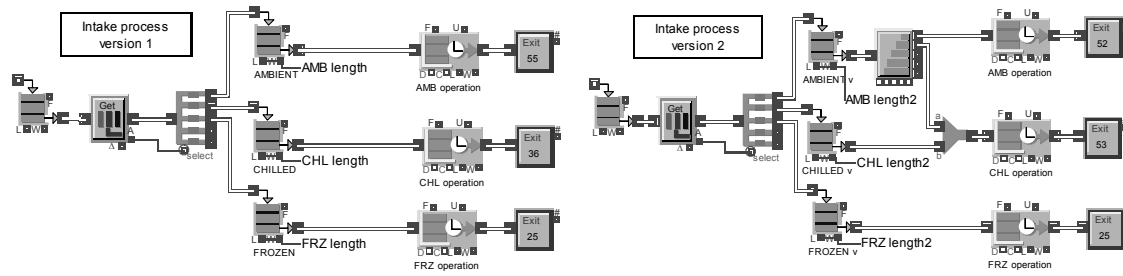 Intake process
version 1
F
U
Exit
#
55
L W
AMBIENT
AMB length
D C L W
AMB operation
F
L W
Get
A
Δ
select
F
L W
CHILLED
CHL length
F
U
D C L W
CHL operation
Exit
#
36
F
L W
FROZEN
FRZ length
F
U
D C L W
FRZ operation
Exit
#
25
Intake process
version 2
F
L W
AMBIENT v
AMB length2
F
U
D C L W
AMB operation
Exit
52
F
L W
Get
A
Δ
select
F
L W
CHILLED v
CHL length2
a
b
F
U
D C L W
CHL operation
Exit
53
F
L W
FROZEN v
FRZ length2
F
U
D C L W
FRZ operation
Exit
25